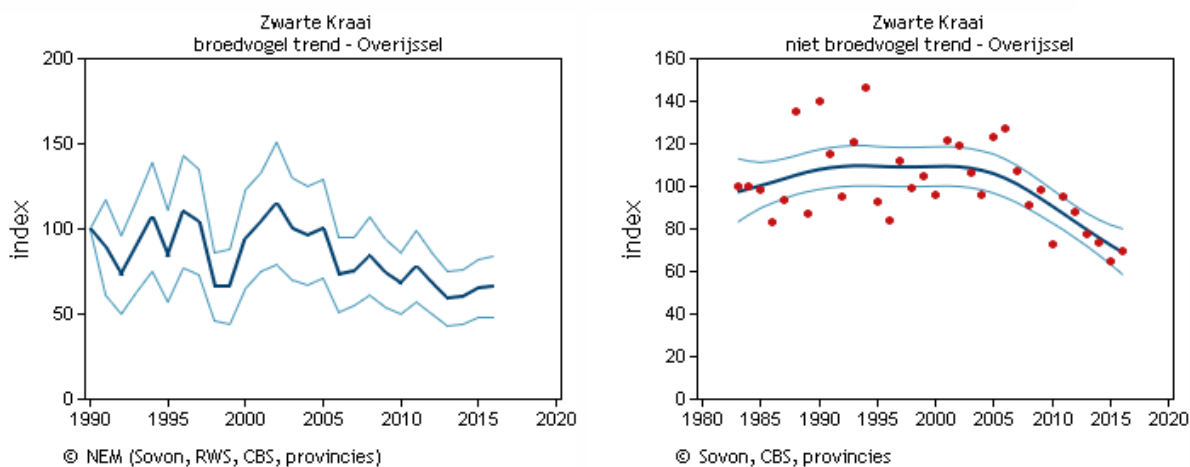 Zwarte Kraai
broedvogel trend - Overijssel
200
150
100
50
0
index
1990 1995 2000 2005 2010 2015 2020
© NEM (Sovon, RWS, CBS, provincies)
Zwarte Kraai
niet broedvogel trend - Overijssel
160
140
120
100
80
60
40
20
0
index
1980 1985 1990 1995 2000 2005 2010 2015 2020
© Sovon, CBS, provincies